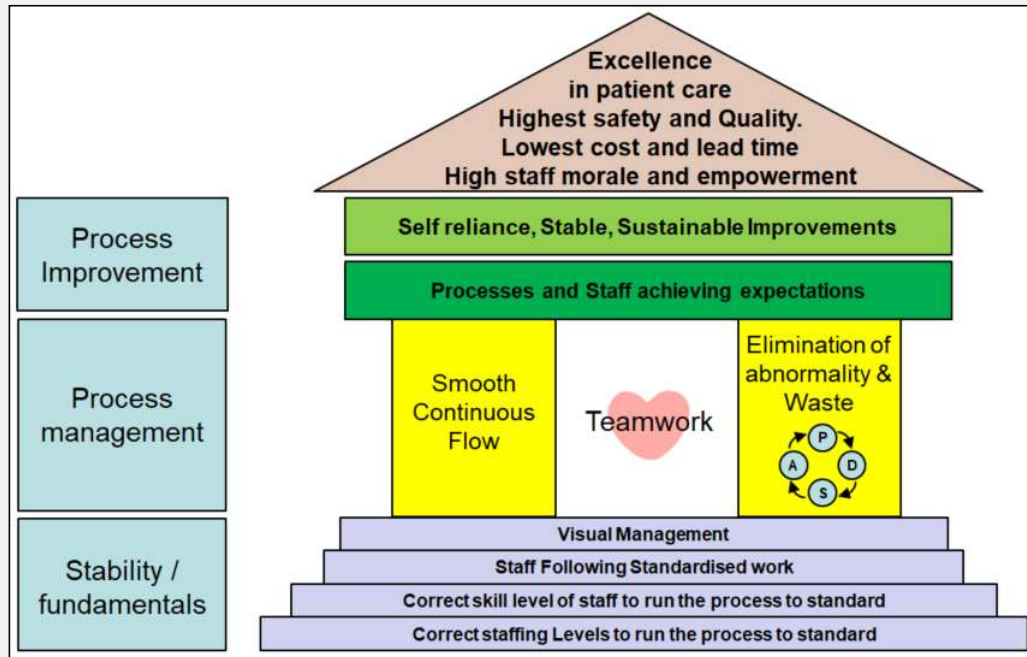 Excellence
in patient care
Highest safety and Quality.
Lowest cost and lead time
High staff morale and empowerment
Process
Improvement
Self reliance, Stable, Sustainable Improvements
Processes and Staff achieving expectations
Process
management
Smooth
Continuous
Flow
Teamwork
Elimination of
abnormality &
Waste
P
A
D
S
Stability /
fundamentals
Visual Management
Staff Following Standardised work
Correct skill level of staff to run the process to standard
Correct staffing Levels to run the process to standard